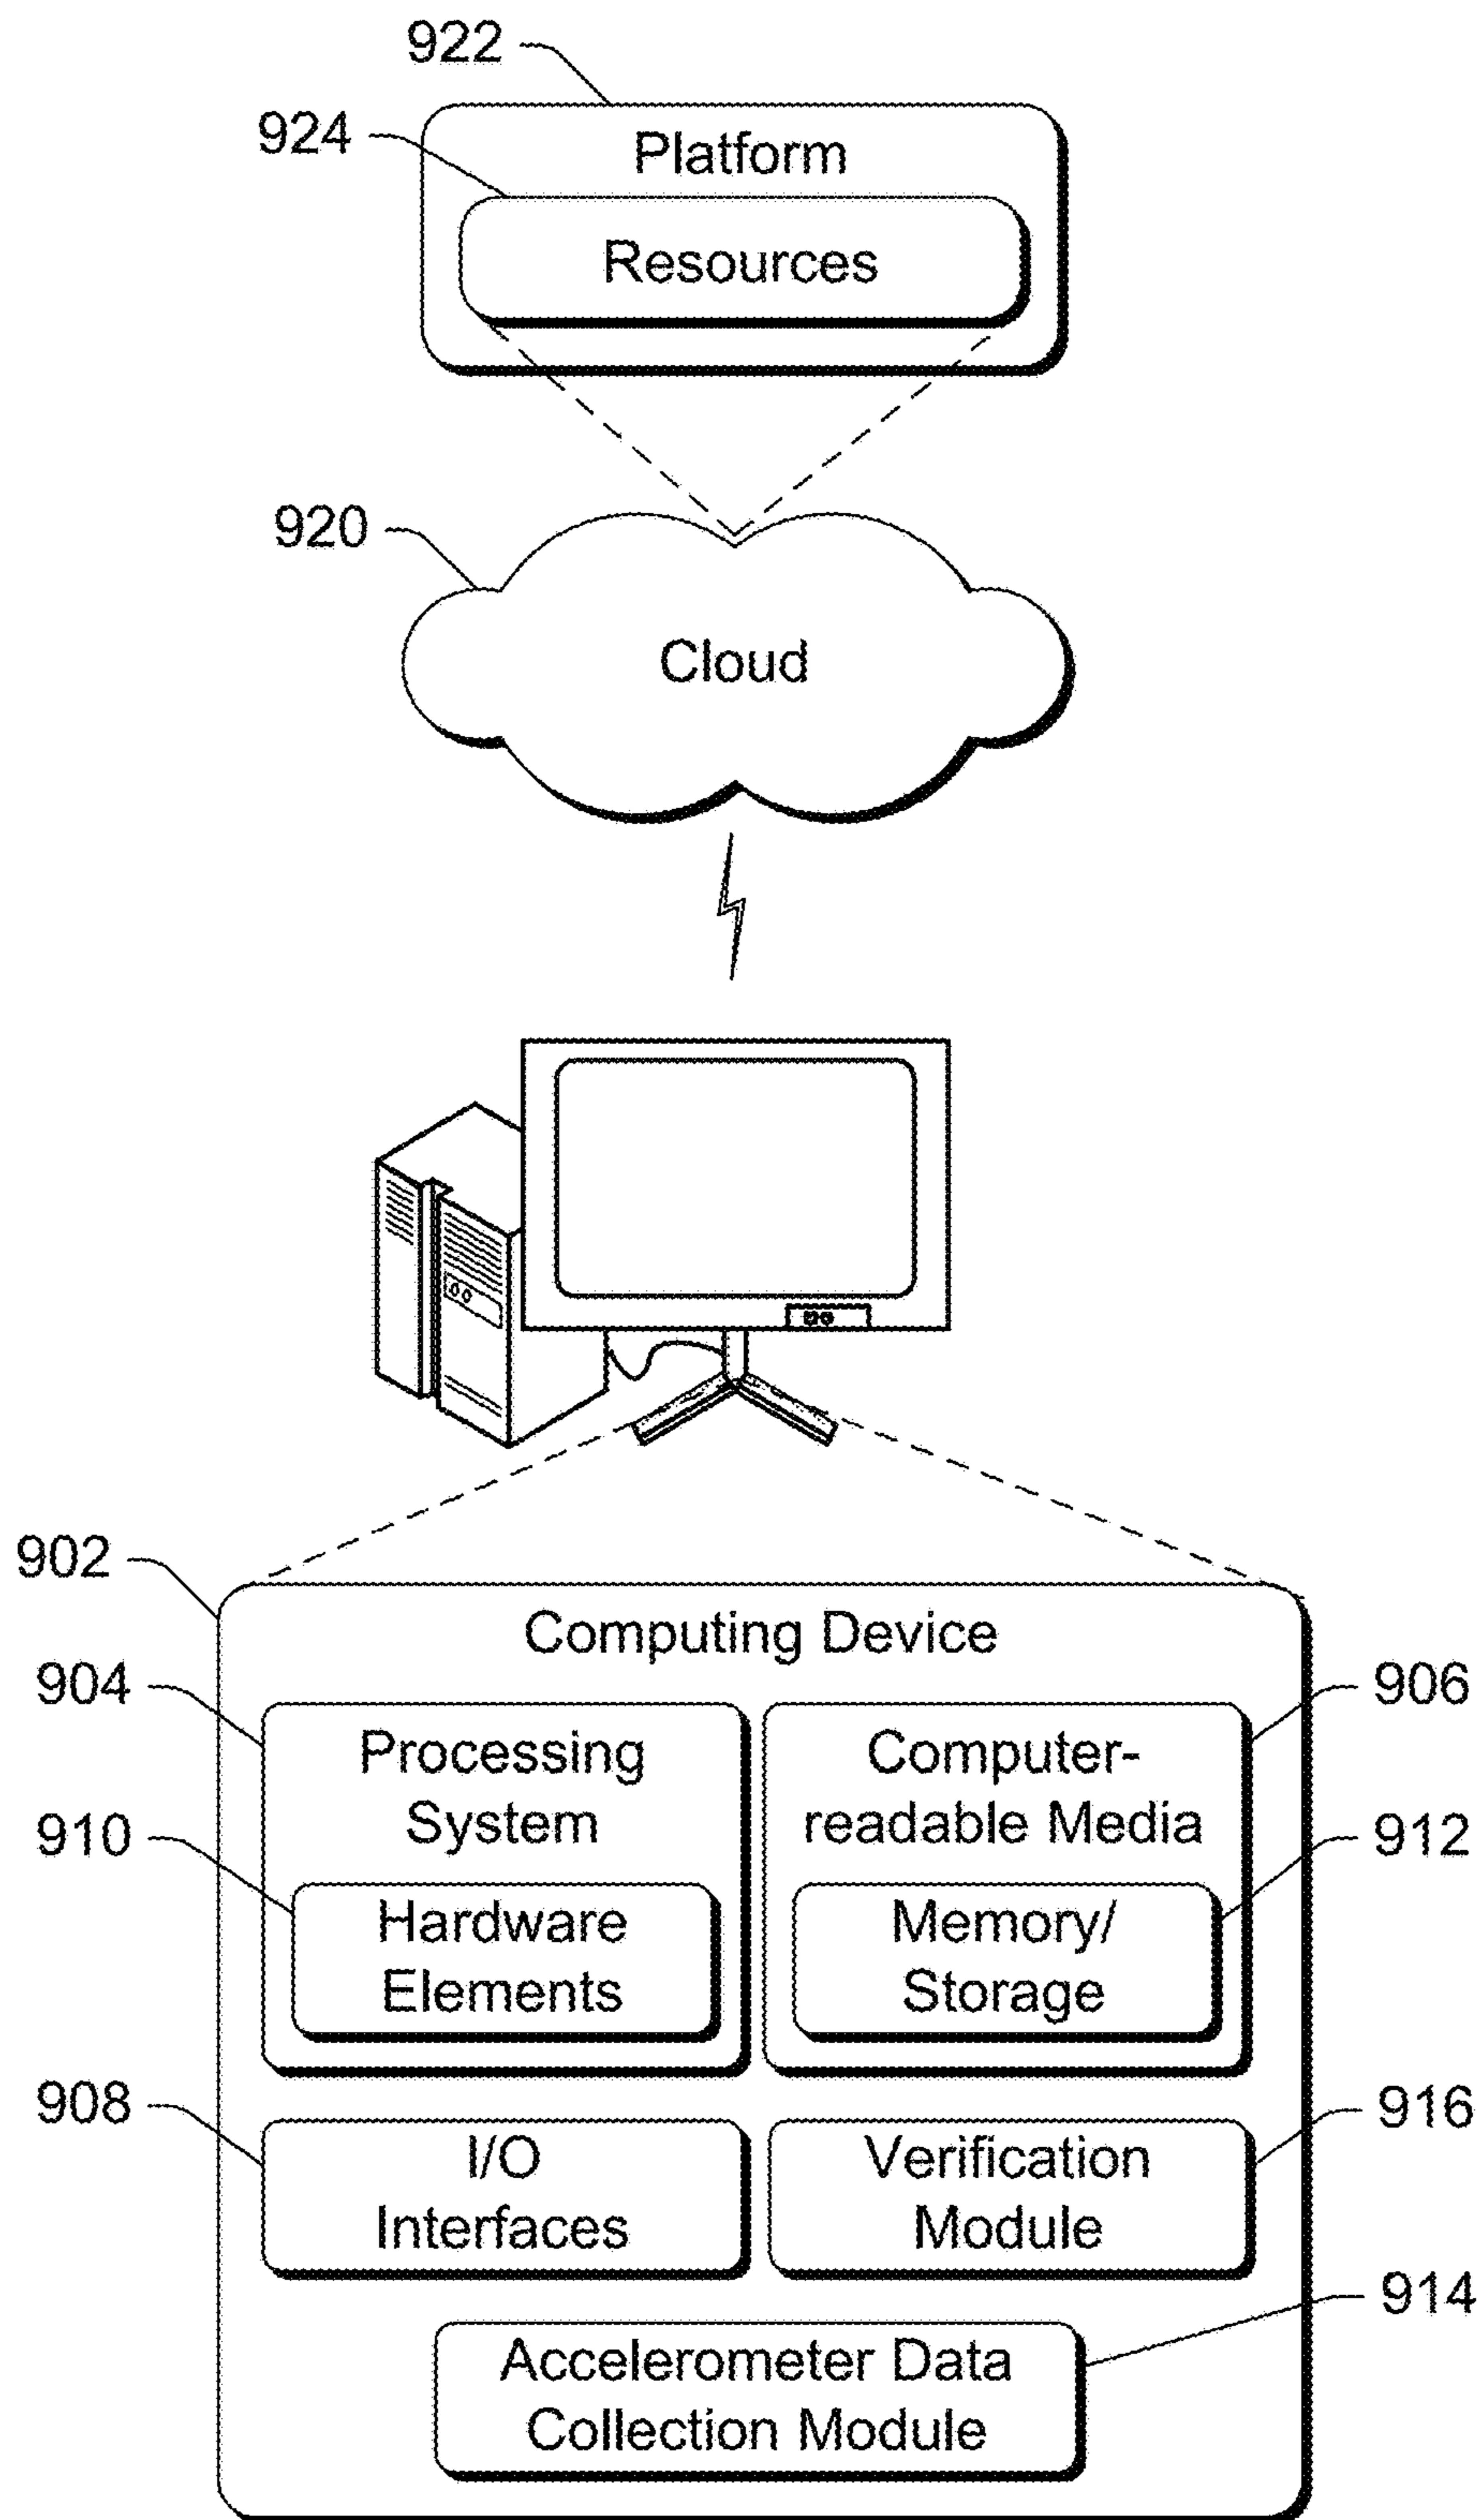 922
924
Platform
Resources
920
Cloud
902
Computing Device
904
906
Processing
System
Computer-
readable Media
910
912
Hardware
Elements
Memory/
Storage
908
916
I/O
Interfaces
Verification
Module
914
Accelerometer Data
Collection Module